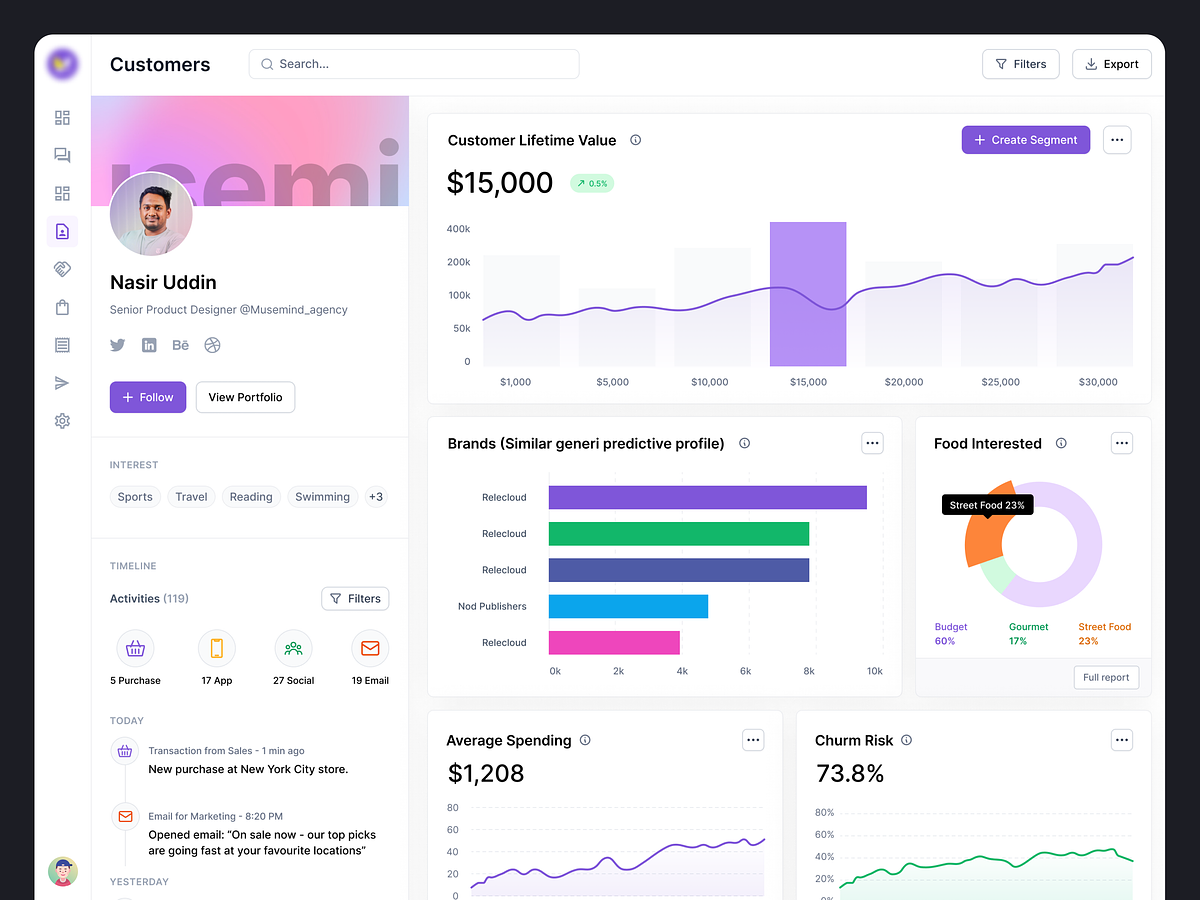 Customers
Search...
Filters
Export
usemi
Nasir Uddin
Senior Product Designer @Musemind_agency
Bē
+ Follow
View Portfolio
INTEREST
Sports
Travel
Reading
Swimming
+3
TIMELINE
Activities (119)
Filters
5 Purchase
17 App
27 Social
19 Email
TODAY
Transaction from Sales - 1 min ago
New purchase at New York City store.
Email for Marketing - 8:20 PM
Opened email: “On sale now - our top picks
are going fast at your favourite locations”
YESTERDAY
Customer Lifetime Value
+ Create Segment
$15,000
0.5%
400k
200k
100k
50k
0
$1,000
$5,000
$10,000
$15,000
$20,000
$25,000
$30,000
Brands (Similar generi predictive profile)
Relecloud
Relecloud
Relecloud
Nod Publishers
Relecloud
0k
2k
4k
6k
8k
10k
Food Interested
Street Food 23%
Budget
60%
Gourmet
17%
Street Food
23%
Full report
Average Spending
$1,208
80
60
40
20
0
Churm Risk
73.8%
80%
60%
40%
20%
0%